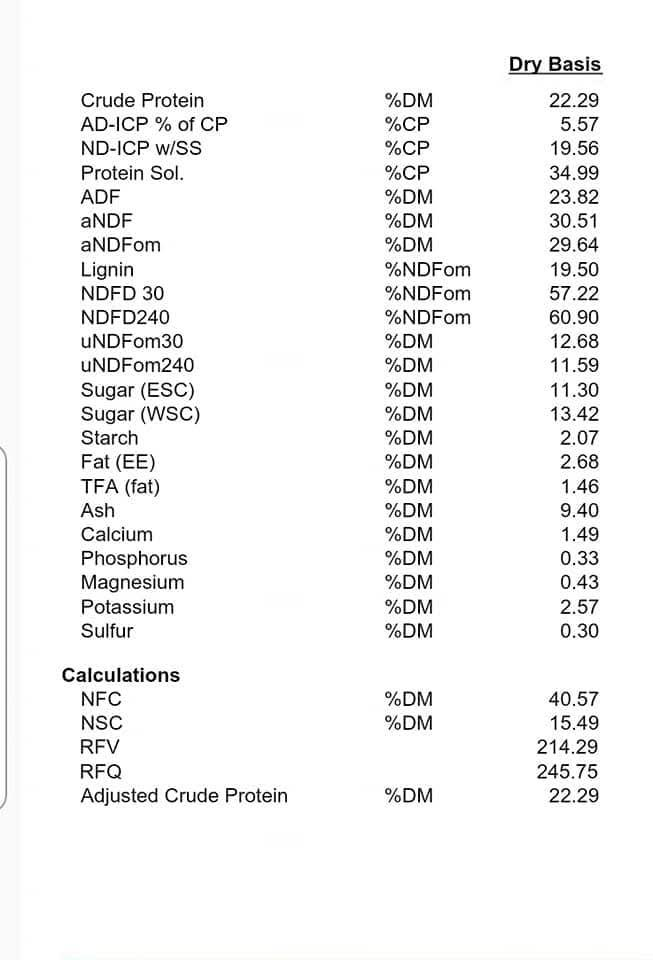 Dry Basis
Crude Protein %DM 22.29
AD-ICP % of CP %CP 5.57
ND-ICP w/SS %CP 19.56
Protein Sol. %CP 34.99
ADF %DM 23.82
aNDF %DM 30.51
aNDFom %DM 29.64
Lignin %NDFom 19.50
NDFD 30 %NDFom 57.22
NDFD240 %NDFom 60.90
uNDFom30 %DM 12.68
uNDFom240 %DM 11.59
Sugar (ESC) %DM 11.30
Sugar (WSC) %DM 13.42
Starch %DM 2.07
Fat (EE) %DM 2.68
TFA (fat) %DM 1.46
Ash %DM 9.40
Calcium %DM 1.49
Phosphorus %DM 0.33
Magnesium %DM 0.43
Potassium %DM 2.57
Sulfur %DM 0.30
Calculations
NFC %DM 40.57
NSC %DM 15.49
RFV 214.29
RFQ 245.75
Adjusted Crude Protein %DM 22.29